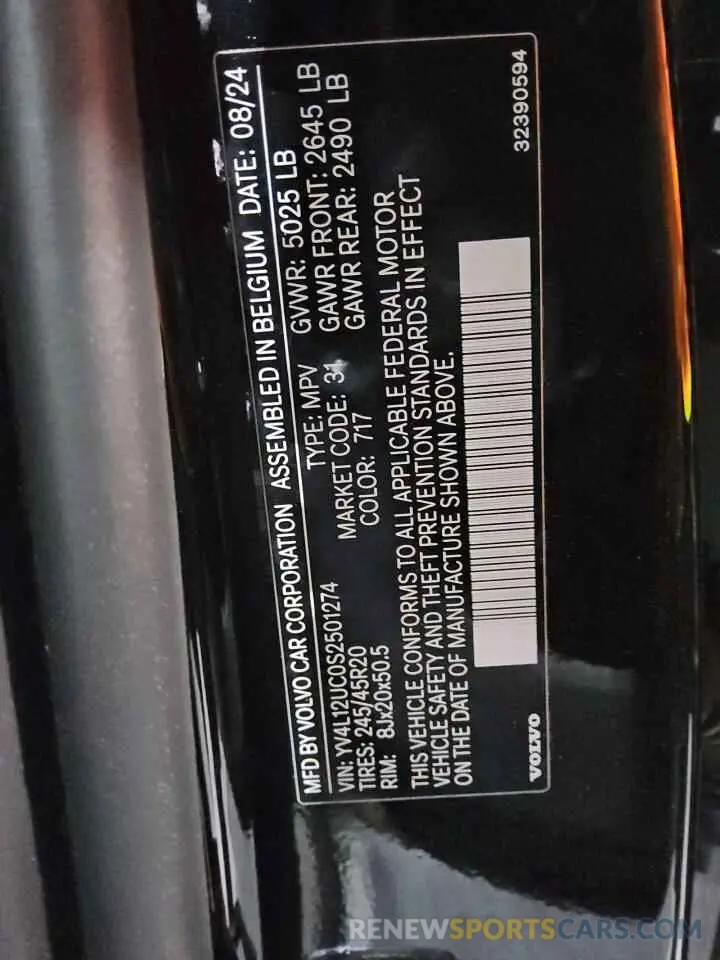 MFD BY VOLVO CAR CORPORATION ASSEMBLED IN BELGIUM DATE: 08/24
VIN: YV4L12UC0S2501274 TYPE: MPV GVWR: 5025 LB
TIRES: 245/45R20 MARKET CODE: 31 GAWR FRONT: 2645 LB
RIM: 8Jx20x50.5 COLOR: 717 GAWR REAR: 2490 LB
THIS VEHICLE CONFORMS TO ALL APPLICABLE FEDERAL MOTOR
VEHICLE SAFETY AND THEFT PREVENTION STANDARDS IN EFFECT
ON THE DATE OF MANUFACTURE SHOWN ABOVE.
VOLVO 32390594
RENEWSPORTSCARS.COM